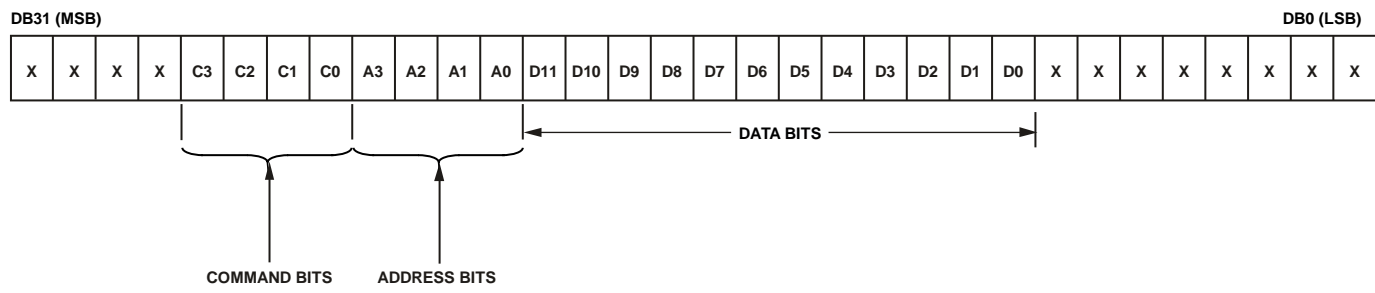 DB31 (MSB) DB0 (LSB)
X X X X C3 C2 C1 C0 A3 A2 A1 A0 D11 D10 D9 D8 D7 D6 D5 D4 D3 D2 D1 D0 X X X X X X X X
DATA BITS
COMMAND BITS ADDRESS BITS